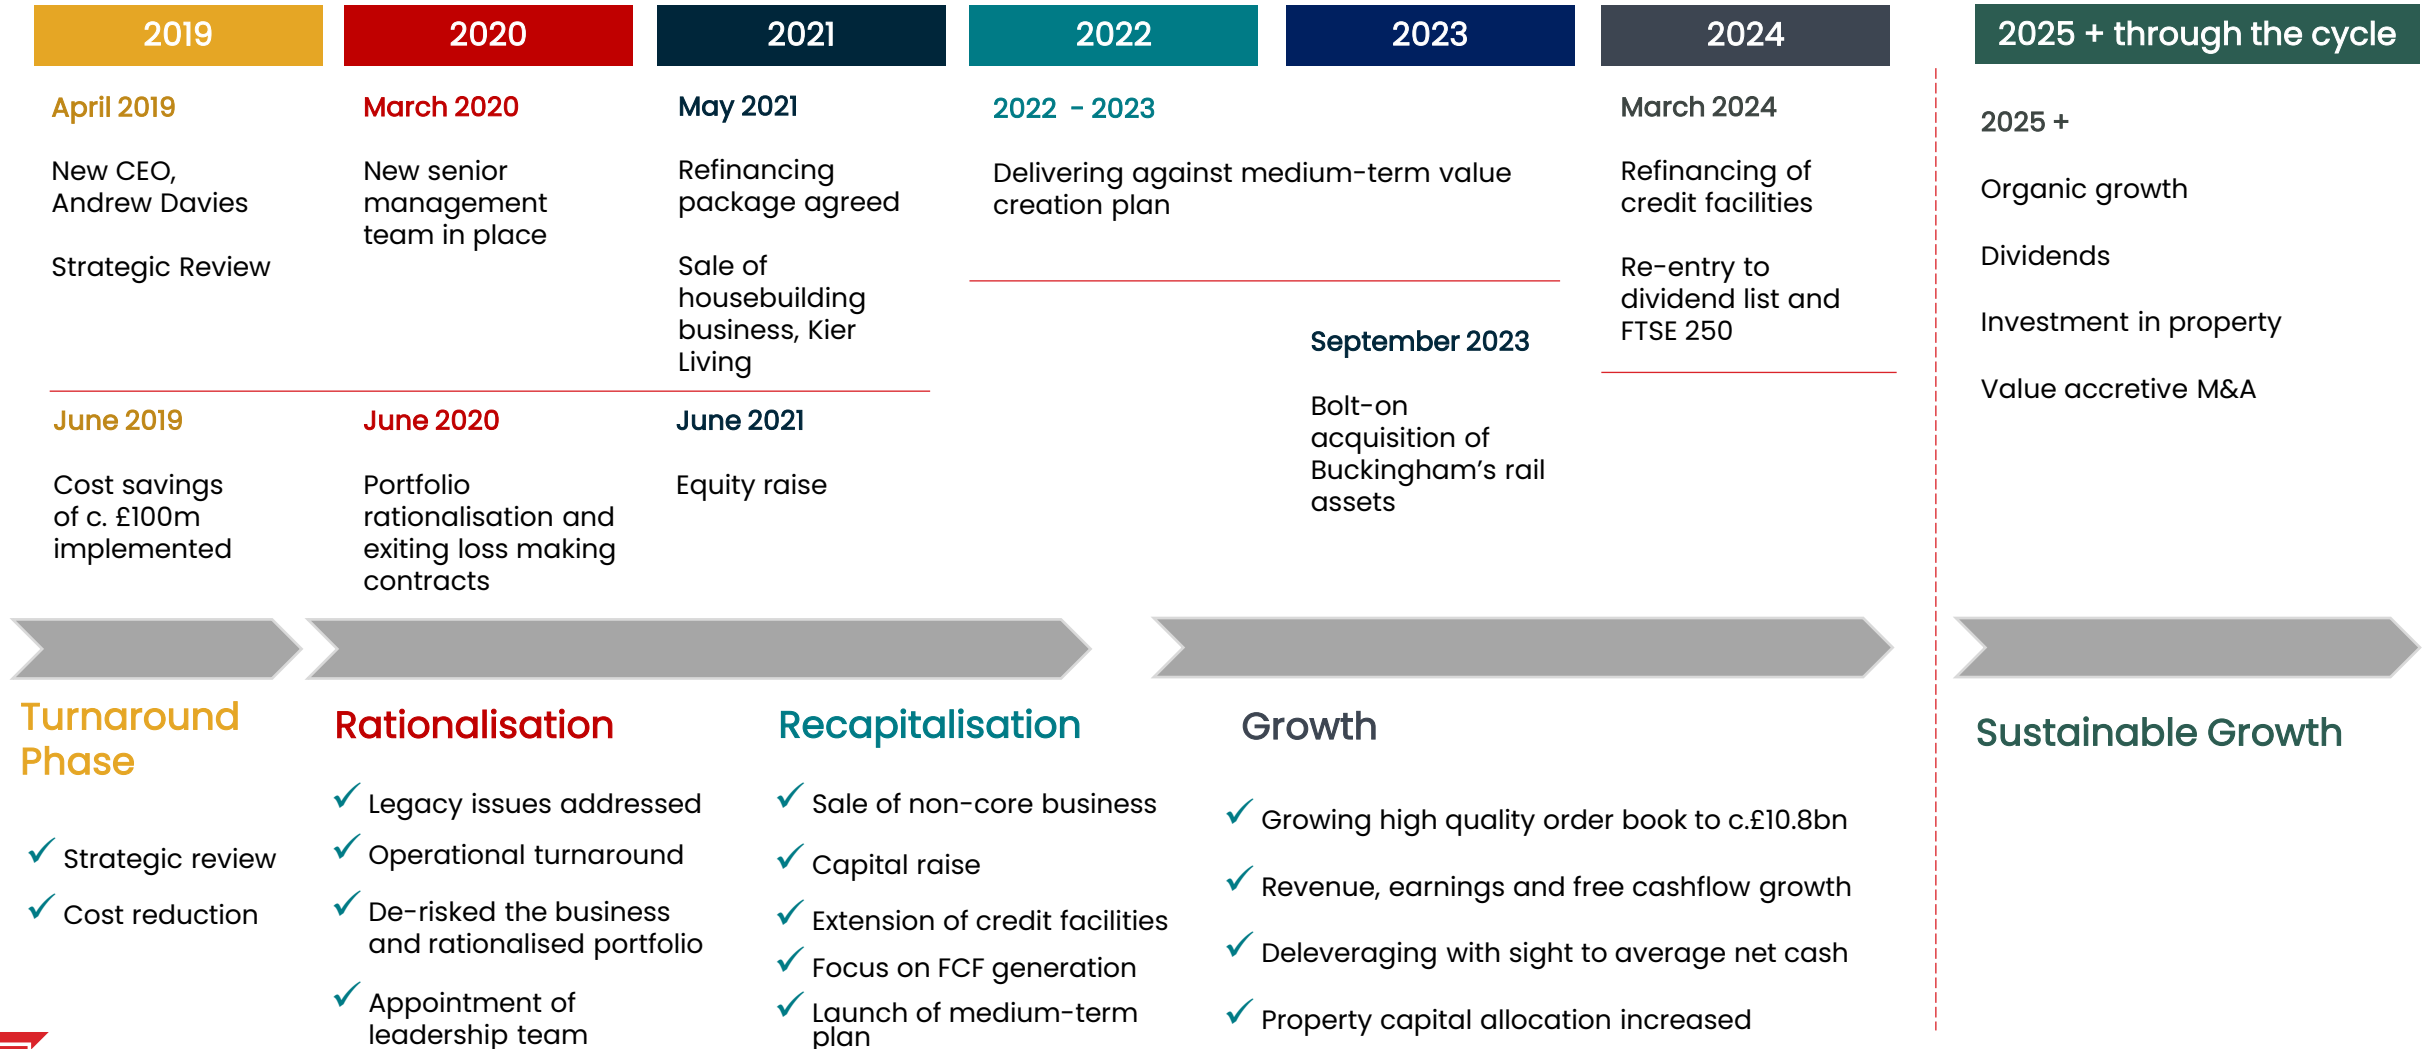 2019
2020
2021
2022
2023
2024
2025 + through the cycle
April 2019
New CEO,
Andrew Davies
Strategic Review
June 2019
Cost savings
of c. £100m
implemented
March 2020
New senior
management
team in place
June 2020
Portfolio
rationalisation and
exiting loss making
contracts
May 2021
Refinancing
package agreed
Sale of
housebuilding
business, Kier
Living
June 2021
Equity raise
2022 - 2023
Delivering against medium-term value
creation plan
September 2023
Bolt-on
acquisition of
Buckingham's rail
assets
March 2024
Refinancing of
credit facilities
Re-entry to
dividend list and
FTSE 250
2025 +
Organic growth
Dividends
Investment in property
Value accretive M&A
Turnaround
Phase
✓ Strategic review
✓ Cost reduction
Rationalisation
✓ Legacy issues addressed
✓ Operational turnaround
✓ De-risked the business
and rationalised portfolio
✓ Appointment of
leadership team
Recapitalisation
✓ Sale of non-core business
✓ Capital raise
✓ Extension of credit facilities
✓ Focus on FCF generation
✓ Launch of medium-term
plan
Growth
✓ Growing high quality order book to c.£10.8bn
✓ Revenue, earnings and free cashflow growth
✓ Deleveraging with sight to average net cash
✓ Property capital allocation increased
Sustainable Growth